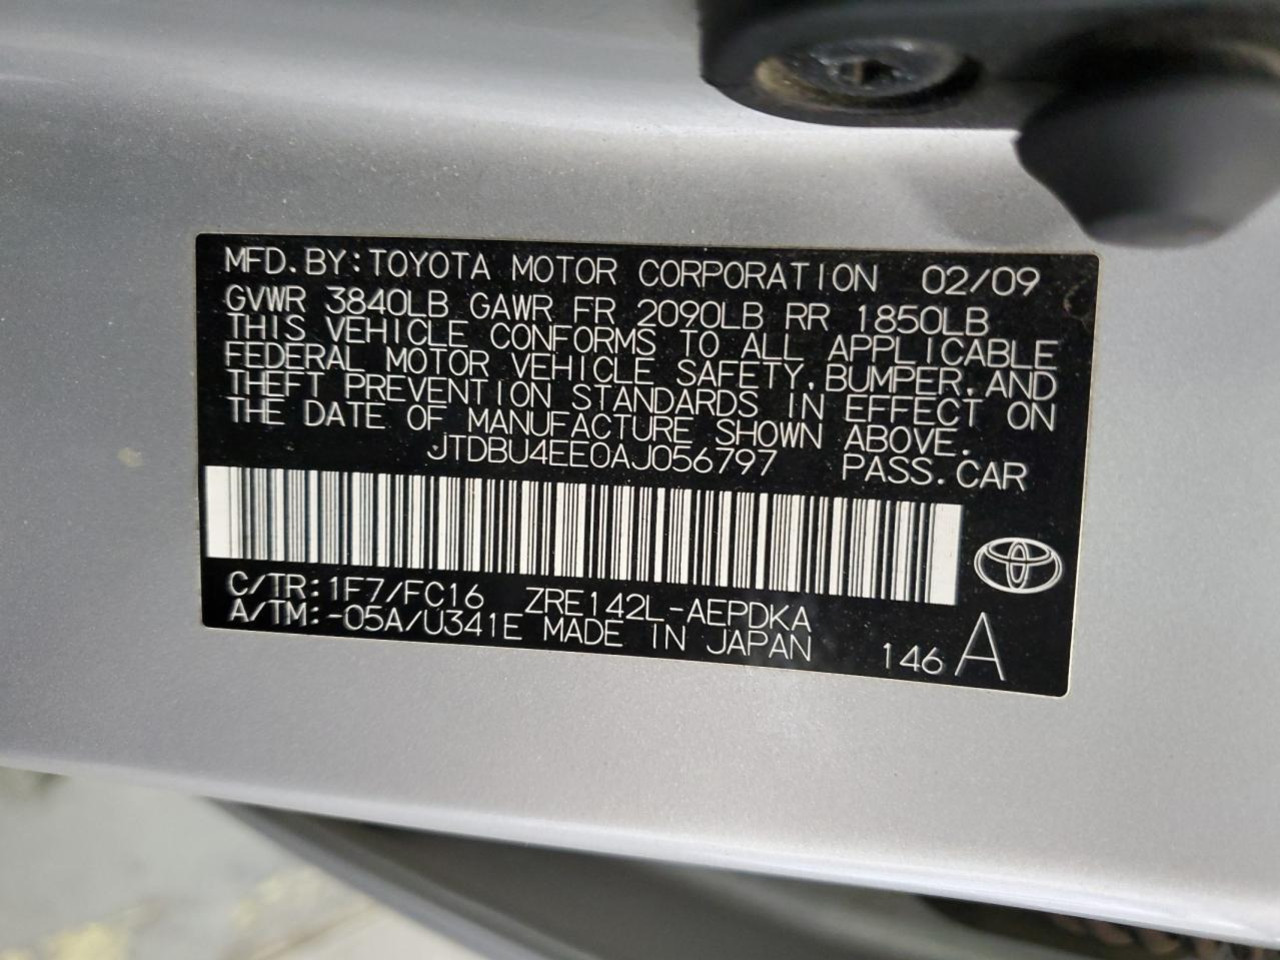 MFD.BY:TOYOTA MOTOR CORPORATION 02/09
GVWR 3840LB GAWR FR 2090LB RR 1850LB
THIS VEHICLE CONFORMS TO ALL APPLICABLE
FEDERAL MOTOR VEHICLE SAFETY,BUMPER,AND
THEFT PREVENTION STANDARDS IN EFFECT ON
THE DATE OF MANUFACTURE SHOWN ABOVE.
JTDBU4EE0AJ056797 PASS.CAR
C/TR:1F7/FC16 ZRE142L-AEPDKA
A/TM:-05A/U341E MADE IN JAPAN
146 A